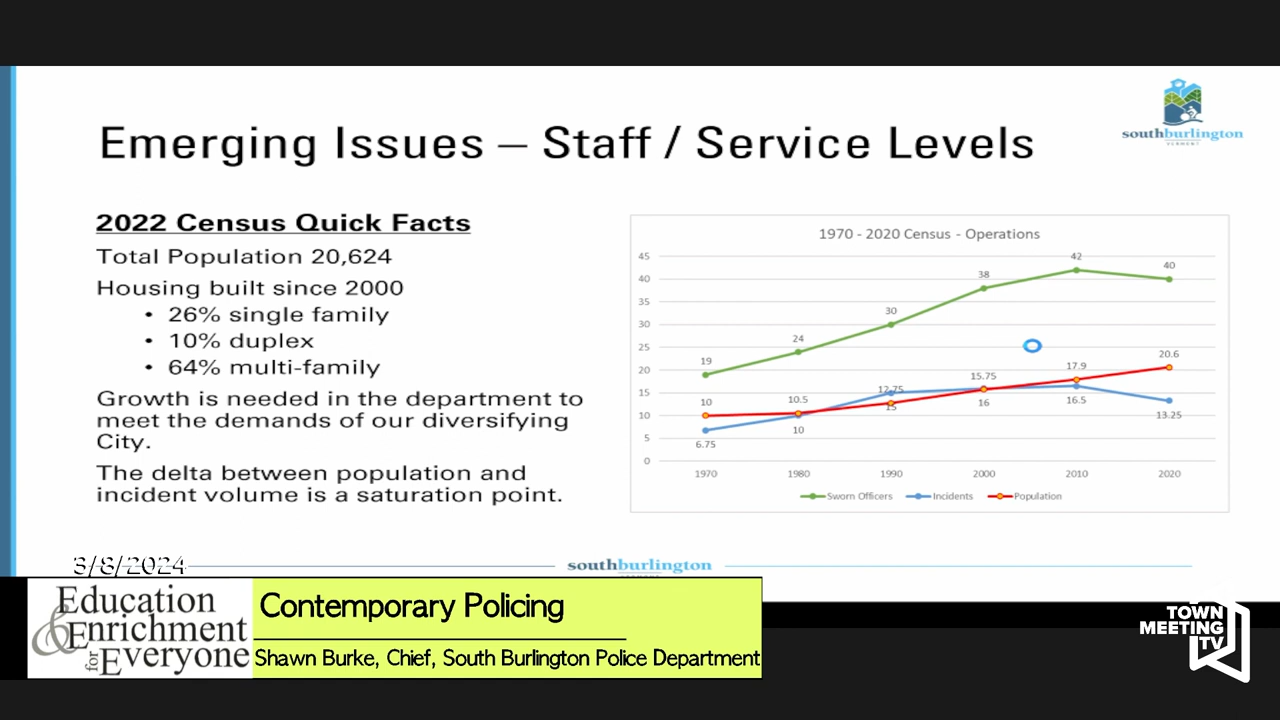 southburlington
VERMONT
Emerging Issues – Staff / Service Levels
2022 Census Quick Facts
Total Population 20,624
Housing built since 2000
• 26% single family
• 10% duplex
• 64% multi-family
Growth is needed in the department to
meet the demands of our diversifying
City.
The delta between population and
incident volume is a saturation point.
1970 - 2020 Census - Operations
45
40
35
30
25
20
15
10
5
0
19
24
30
38
42
40
10
10.5
12.75
15.75
17.9
20.6
6.75
10
15
16
16.5
13.25
1970
1980
1990
2000
2010
2020
Sworn Officers
Incidents
Population
3/8/2024
southburlington
Education
& Enrichment
for Everyone
Contemporary Policing
Shawn Burke, Chief, South Burlington Police Department
TOWN
MEETING
TV